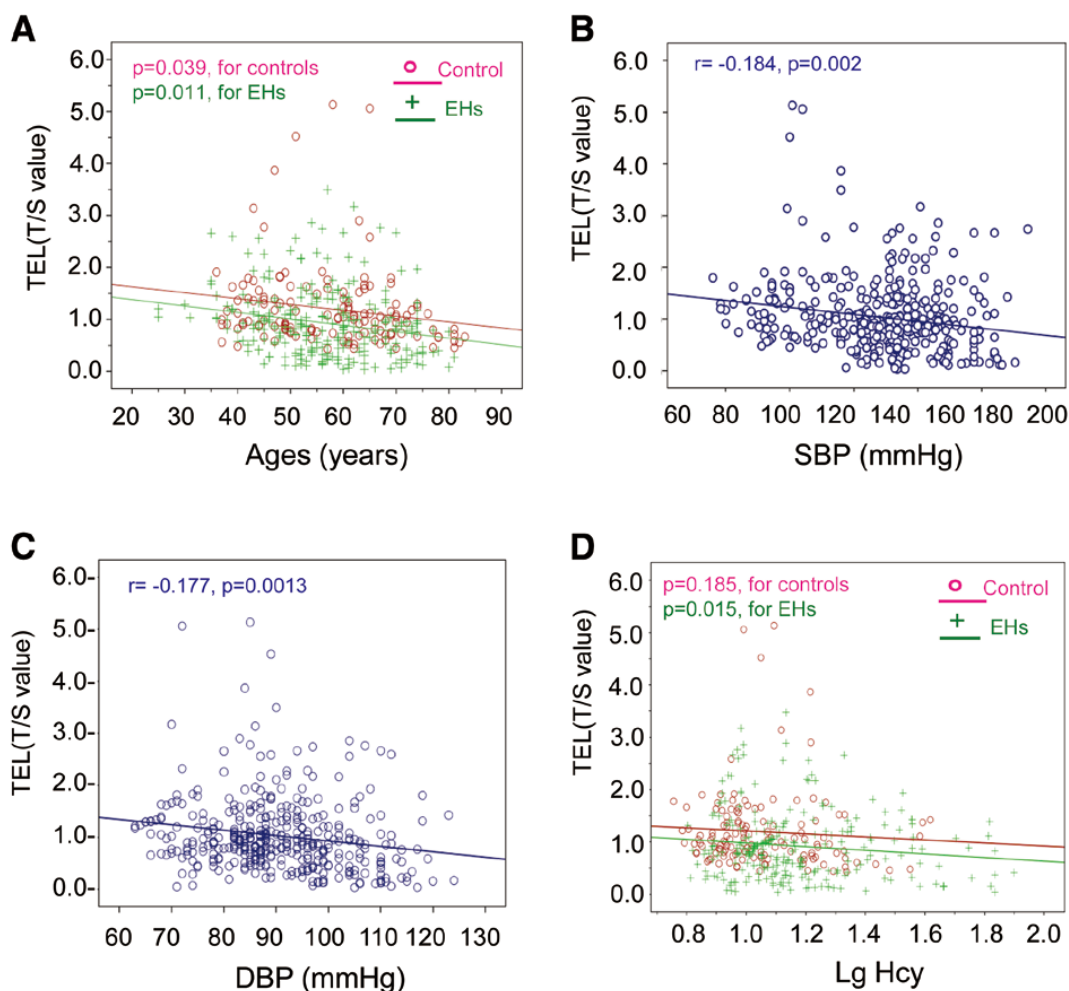 A
p=0.039, for controls
p=0.011, for EHs
Control
EHs
TEL(T/S value)
6.0
5.0
4.0
3.0
2.0
1.0
0.0
20 30 40 50 60 70 80 90
Ages (years)
B
r= -0.184, p=0.002
TEL(T/S value)
6.0
5.0
4.0
3.0
2.0
1.0
0.0
60 80 100 120 140 160 180 200
SBP (mmHg)
C
r= -0.177, p=0.0013
TEL(T/S value)
6.0
5.0
4.0
3.0
2.0
1.0
0.0
60 70 80 90 100 110 120 130
DBP (mmHg)
D
p=0.185, for controls
p=0.015, for EHs
Control
EHs
TEL(T/S value)
6.0
5.0
4.0
3.0
2.0
1.0
0.0
0.8 1.0 1.2 1.4 1.6 1.8 2.0
Lg Hcy